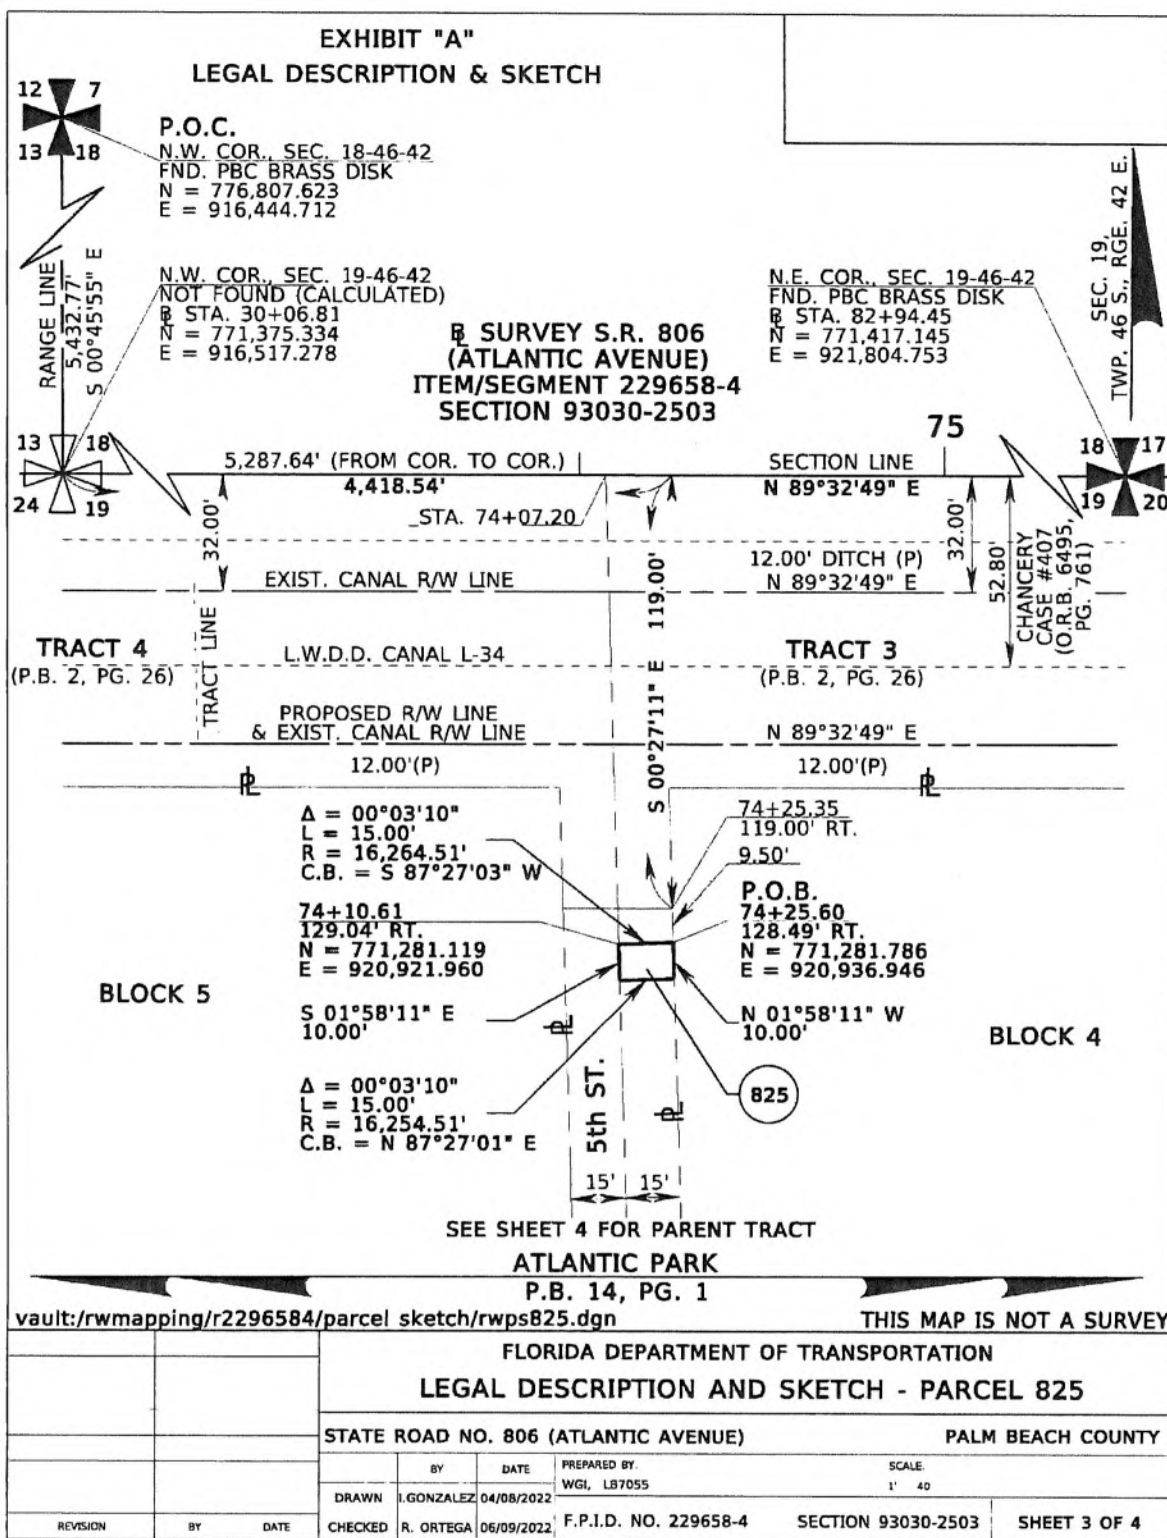 EXHIBIT "A"
LEGAL DESCRIPTION & SKETCH
12 7
13 18
P.O.C.
N.W. COR., SEC. 18-46-42
FND. PBC BRASS DISK
N = 776,807.623
E = 916,444.712
RANGE LINE
5,432.77'
S 00°45'55" E
N.W. COR., SEC. 19-46-42
NOT FOUND (CALCULATED)
℄ STA. 30+06.81
N = 771,375.334
E = 916,517.278
SURVEY S.R. 806
(ATLANTIC AVENUE)
ITEM/SEGMENT 229658-4
SECTION 93030-2503
N.E. COR., SEC. 19-46-42
FND. PBC BRASS DISK
STA. 82+94.45
N = 771,417.145
E = 921,804.753
SEC. 19,
TWP. 46 S., RGE. 42 E.
13 18
24 19
75
18 17
19 20
5,287.64' (FROM COR. TO COR.)
SECTION LINE
4,418.54'
N 89°32'49" E
STA. 74+07.20
32.00'
32.00'
52.80'
CHANCERY
CASE #407
(O.R.B. 6495,
PG. 761)
12.00' DITCH (P)
EXIST. CANAL R/W LINE
N 89°32'49" E
S 00°27'11" E 119.00'
TRACT 4
(P.B. 2, PG. 26)
TRACT LINE
L.W.D.D. CANAL L-34
TRACT 3
(P.B. 2, PG. 26)
PROPOSED R/W LINE
& EXIST. CANAL R/W LINE
N 89°32'49" E
12.00'(P)
12.00'(P)
PL
PL
Δ = 00°03'10"
L = 15.00'
R = 16,264.51'
C.B. = S 87°27'03" W
74+25.35
119.00' RT.
9.50'
74+10.61
129.04' RT.
N = 771,281.119
E = 920,921.960
P.O.B.
74+25.60
128.49' RT.
N = 771,281.786
E = 920,936.946
BLOCK 5
S 01°58'11" E
10.00'
N 01°58'11" W
10.00'
BLOCK 4
PL
Δ = 00°03'10"
L = 15.00'
R = 16,254.51'
C.B. = N 87°27'01" E
5th ST.
825
PL
15' 15'
SEE SHEET 4 FOR PARENT TRACT
ATLANTIC PARK
P.B. 14, PG. 1
vault:/rwmapping/r2296584/parcel sketch/rwps825.dgn
THIS MAP IS NOT A SURVEY
FLORIDA DEPARTMENT OF TRANSPORTATION
LEGAL DESCRIPTION AND SKETCH - PARCEL 825
STATE ROAD NO. 806 (ATLANTIC AVENUE)
PALM BEACH COUNTY
BY DATE
PREPARED BY.
WGI, LB7055
SCALE.
1' 40
DRAWN I.GONZALEZ 04/08/2022
REVISION BY DATE
CHECKED R. ORTEGA 06/09/2022
F.P.I.D. NO. 229658-4
SECTION 93030-2503
SHEET 3 OF 4